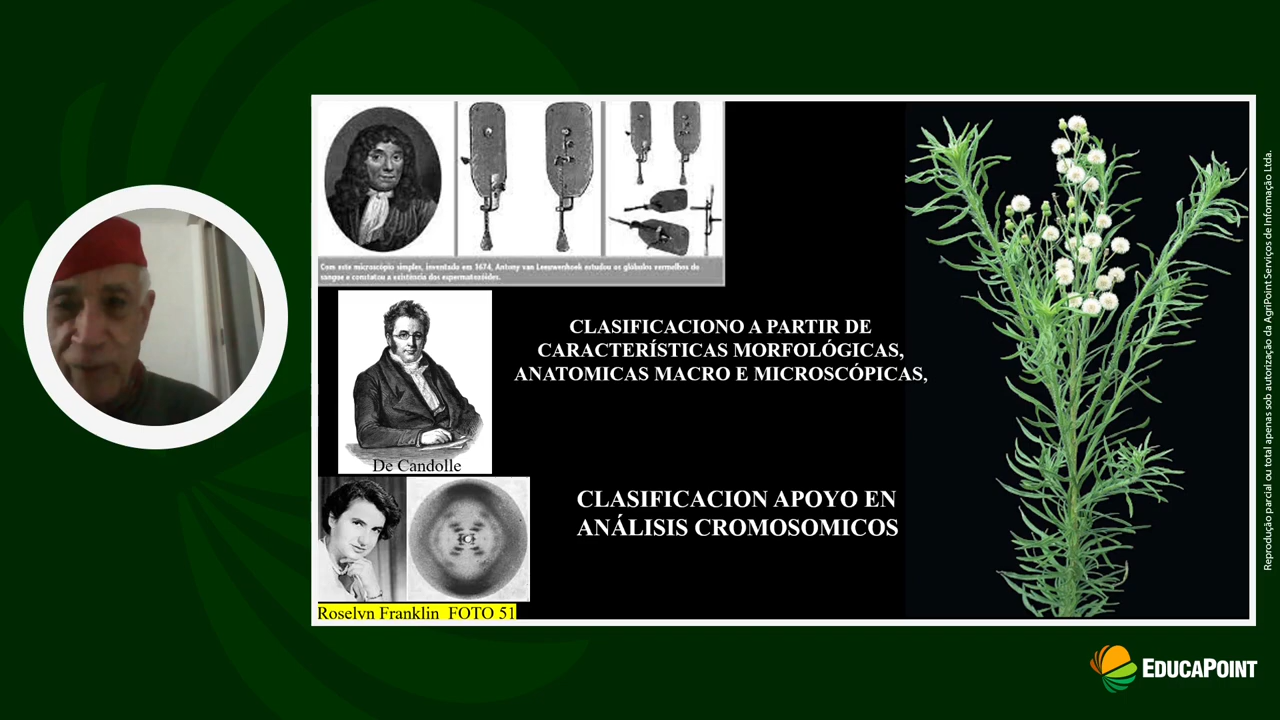 Com este microscópio simples, inventado em 1674, Antony van Leeuwenhoek estudou os glóbulos vermelhos do
sangue e constatou a existência dos espermatozóides.
CLASIFICACIONO A PARTIR DE
CARACTERÍSTICAS MORFOLÓGICAS,
ANATOMICAS MACRO E MICROSCÓPICAS,
De Candolle
CLASIFICACION APOYO EN
ANÁLISIS CROMOSOMICOS
Roselyn Franklin FOTO 51
Reprodução parcial ou total apenas sob autorização da AgriPoint Serviços de Informação Ltda.
EDUCAPOINT